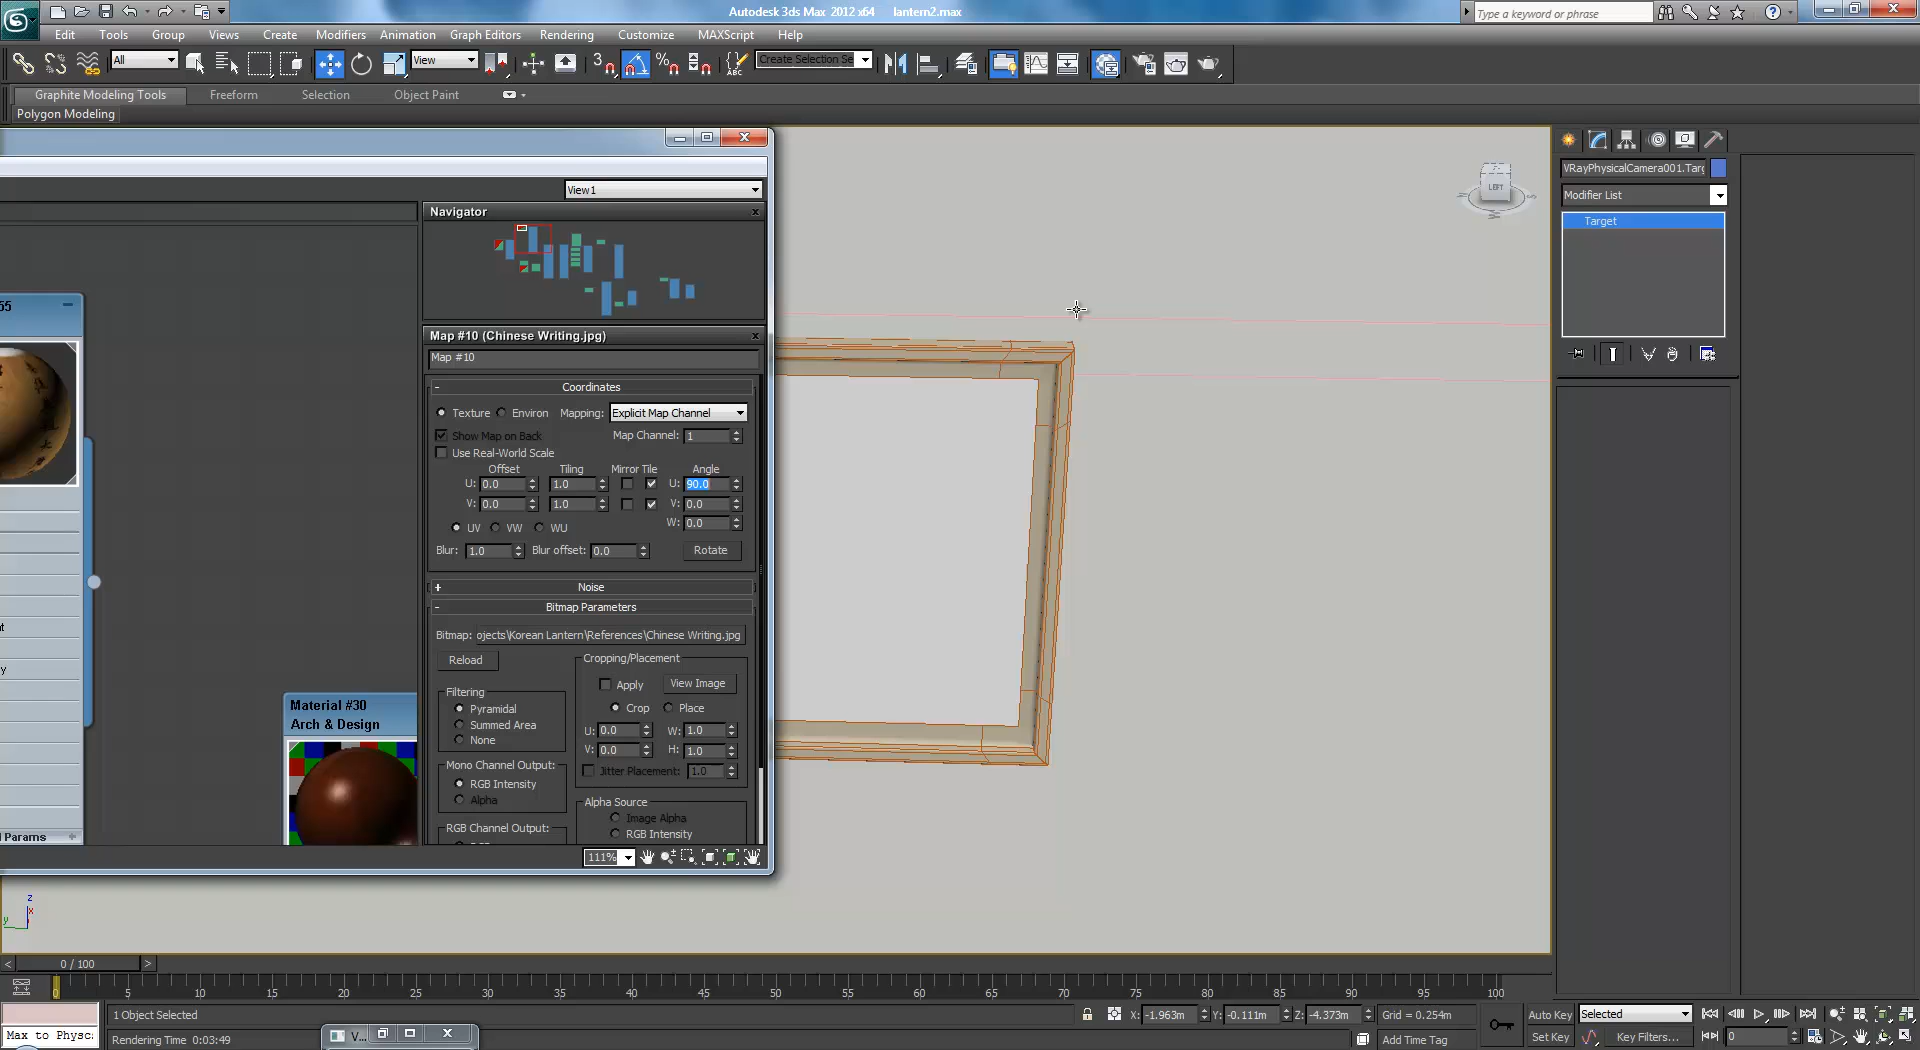 Autodesk 3ds Max 2012 x64 lantern2.max
Type a keyword or phrase
Edit Tools Group Views Create Modifiers Animation Graph Editors Rendering Customize MAXScript Help
All View Create Selection Se
Graphite Modeling Tools Freeform Selection Object Paint
Polygon Modeling
View1
Navigator
LEFT
VRayPhysicalCamera001.Targ
Modifier List
Target
55
Map #10 (Chinese Writing.jpg)
Map #10
- Coordinates
Texture Environ Mapping: Explicit Map Channel
Show Map on Back Map Channel: 1
Use Real-World Scale
Offset Tiling Mirror Tile Angle
U: 0.0 1.0 U: 90.0
V: 0.0 1.0 V: 0.0
W: 0.0
UV VW WU
Blur: 1.0 Blur offset: 0.0 Rotate
+ Noise
- Bitmap Parameters
Bitmap: ojects\Korean Lantern\References\Chinese Writing.jpg
Reload
Cropping/Placement
Apply View Image
Crop Place
U: 0.0 W: 1.0
V: 0.0 H: 1.0
Jitter Placement: 1.0
Filtering
Pyramidal
Summed Area
None
Mono Channel Output:
RGB Intensity
Alpha
RGB Channel Output:
Alpha Source
Image Alpha
RGB Intensity
Material #30
Arch & Design
Params
111%
z
x
y
0 / 100
0 5 10 15 20 25 30 35 40 45 50 55 60 65 70 75 80 85 90 95 100
1 Object Selected X: -1.963m Y: -0.111m Z: -4.373m Grid = 0.254m Auto Key Selected
Max to Physc
Rendering Time 0:03:49 V... Add Time Tag Set Key Key Filters... 0